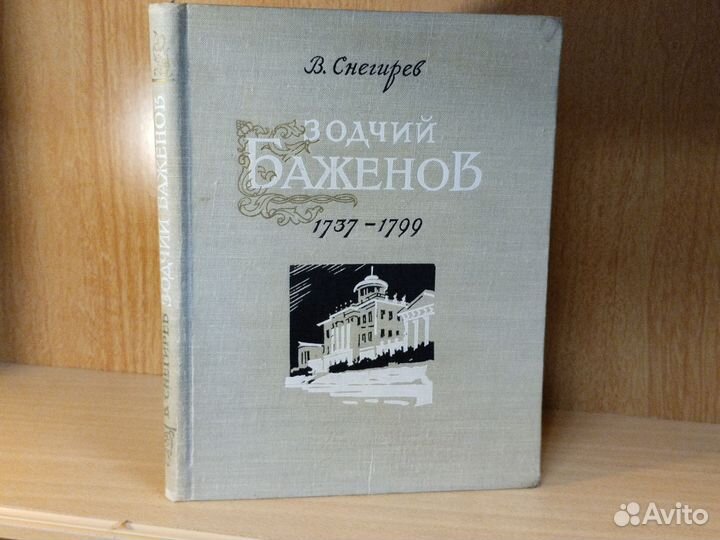 В. Снегирев
ЗОДЧИЙ
БАЖЕНОВ
1737-1799
В. СНЕГИРЕВ ЗОДЧИЙ БАЖЕНОВ
Avito